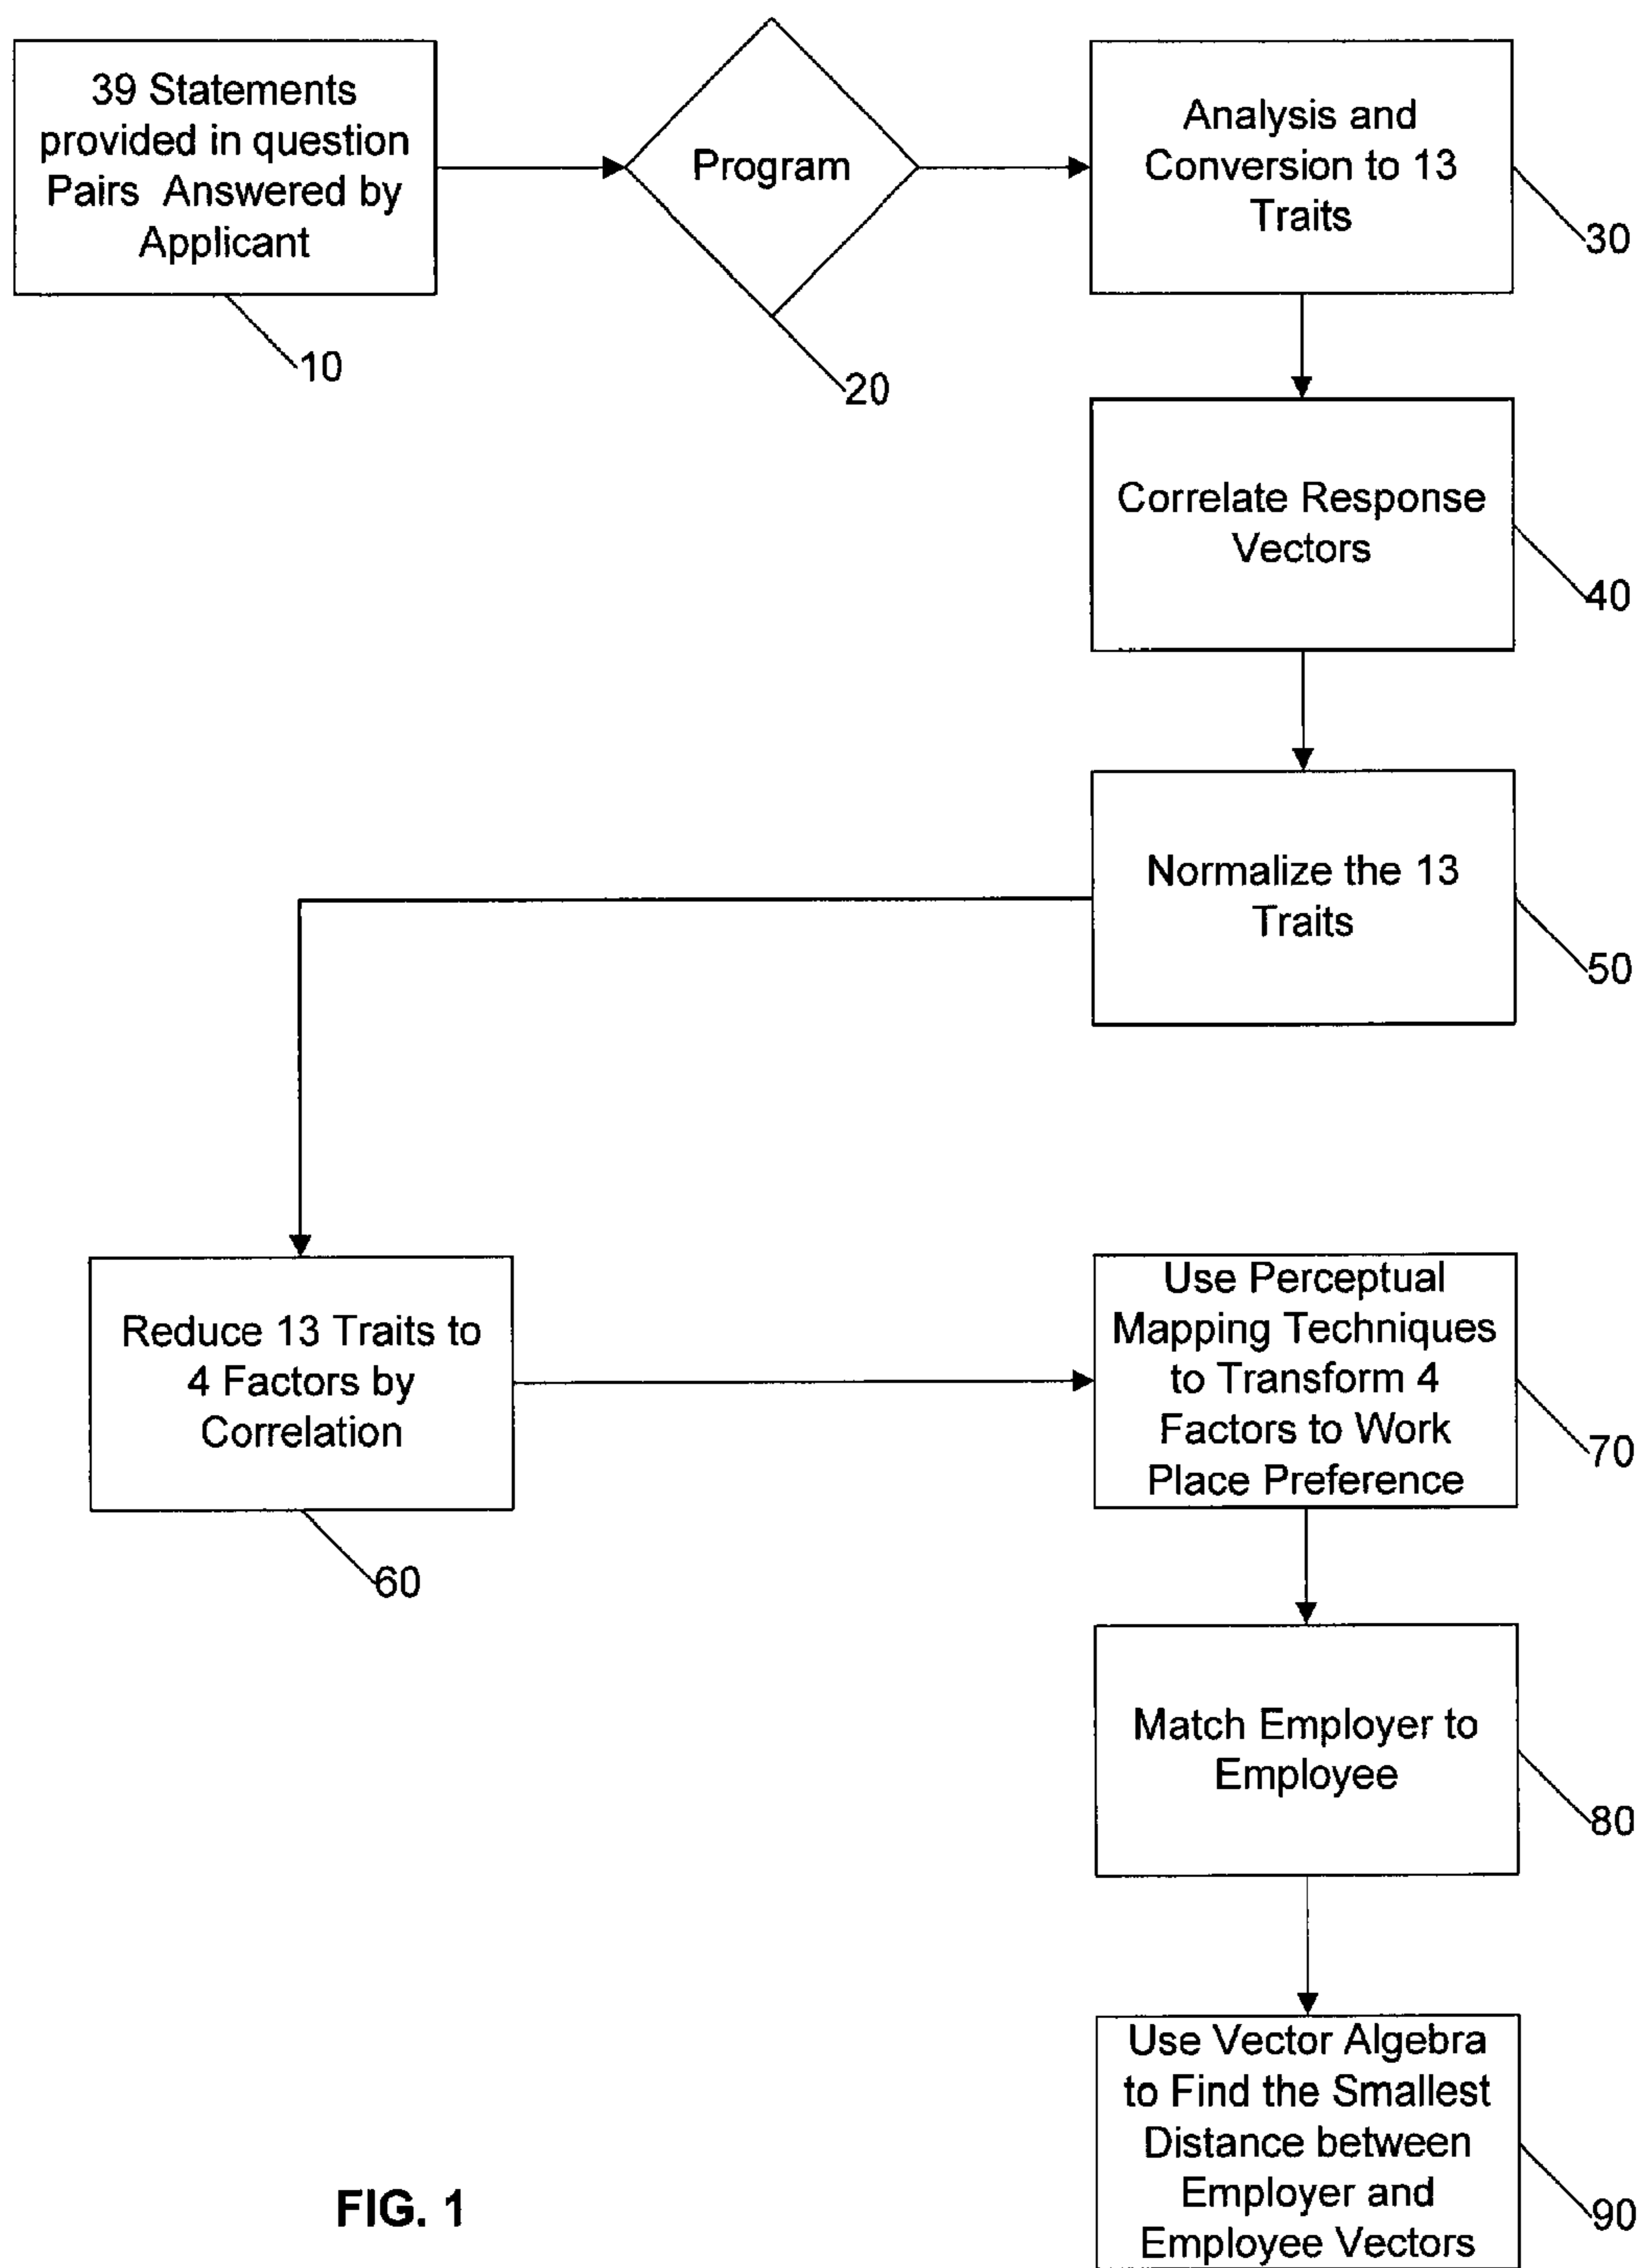 39 Statements
provided in question
Pairs Answered by
Applicant
10
Program
20
Analysis and
Conversion to 13
Traits
30
Correlate Response
Vectors
40
Normalize the 13
Traits
50
Reduce 13 Traits to
4 Factors by
Correlation
60
Use Perceptual
Mapping Techniques
to Transform 4
Factors to Work
Place Preference
70
Match Employer to
Employee
80
Use Vector Algebra
to Find the Smallest
Distance between
Employer and
Employee Vectors
90
FIG. 1